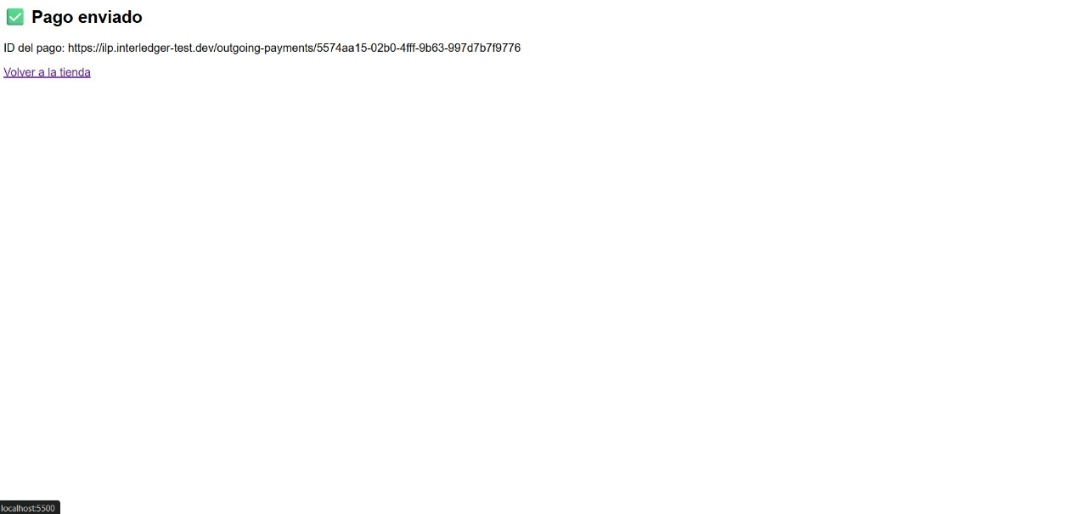 ✅ Pago enviado
ID del pago: https://ilp.interledger-test.dev/outgoing-payments/5574aa15-02b0-4fff-9b63-997d7b7f9776
Volver a la tienda
localhost:5500